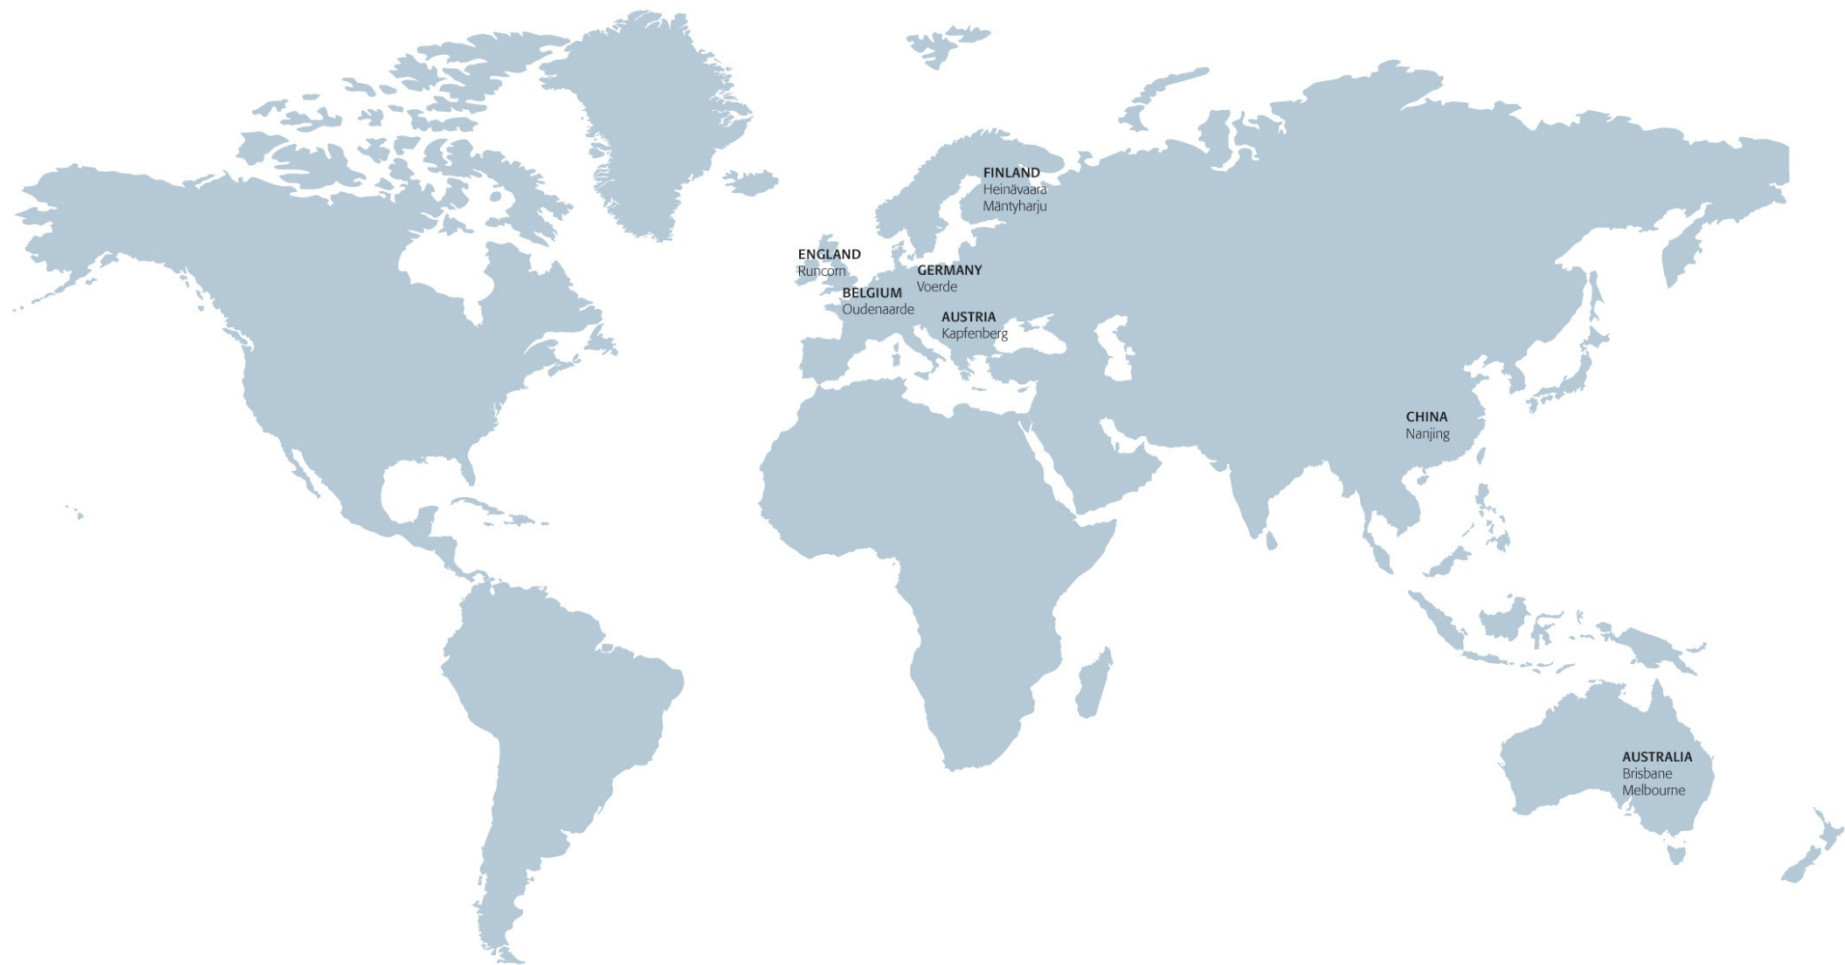 FINLAND
Heinävaara
Mäntyharju
ENGLAND
Runcorn
GERMANY
Voerde
BELGIUM
Oudenaarde
AUSTRIA
Kapfenberg
CHINA
Nanjing
AUSTRALIA
Brisbane
Melbourne